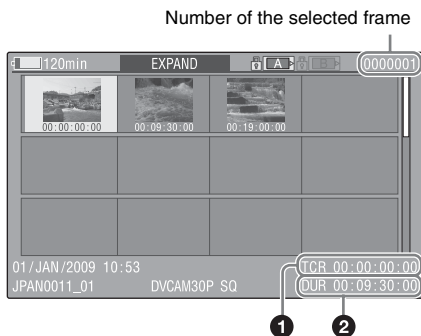 Number of the selected frame
120min EXPAND A B 0000001
00:00:00:00 00:09:30:00 00:19:00:00
01/JAN/2009 10:53 TCR 00:00:00:00
JPAN0011_01 DVCAM30P SQ DUR 00:09:30:00
1 2